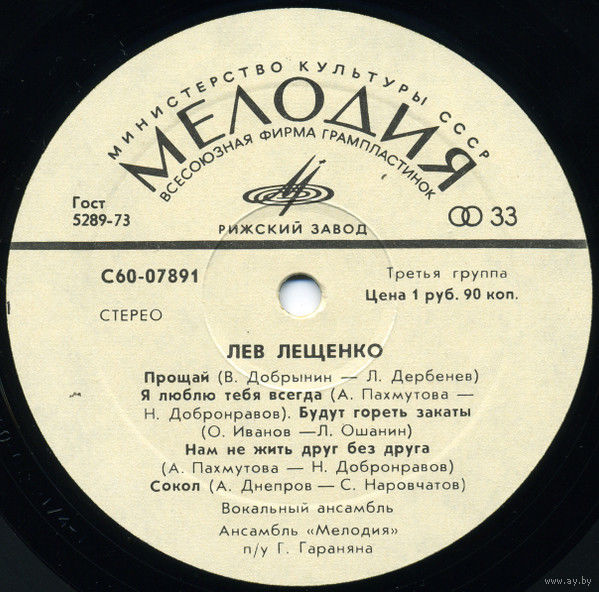 МИНИСТЕРСТВО КУЛЬТУРЫ СССР
МЕЛОДИЯ
ВСЕСОЮЗНАЯ ФИРМА ГРАМПЛАСТИНОК
Гост
5289-73
33
РИЖСКИЙ ЗАВОД
С60-07891
Третья группа
Цена 1 руб. 90 коп.
СТЕРЕО
ЛЕВ ЛЕЩЕНКО
Прощай (В. Добрынин — Л. Дербенев)
Я люблю тебя всегда (А. Пахмутова —
Н. Добронравов). Будут гореть закаты
(О. Иванов —Л. Ошанин)
Нам не жить друг без друга
(А. Пахмутова — Н. Добронравов)
Сокол (А. Днепров — С. Наровчатов)
Вокальный ансамбль
Ансамбль «Мелодия»
п/у Г. Гараняна
www.ay.by